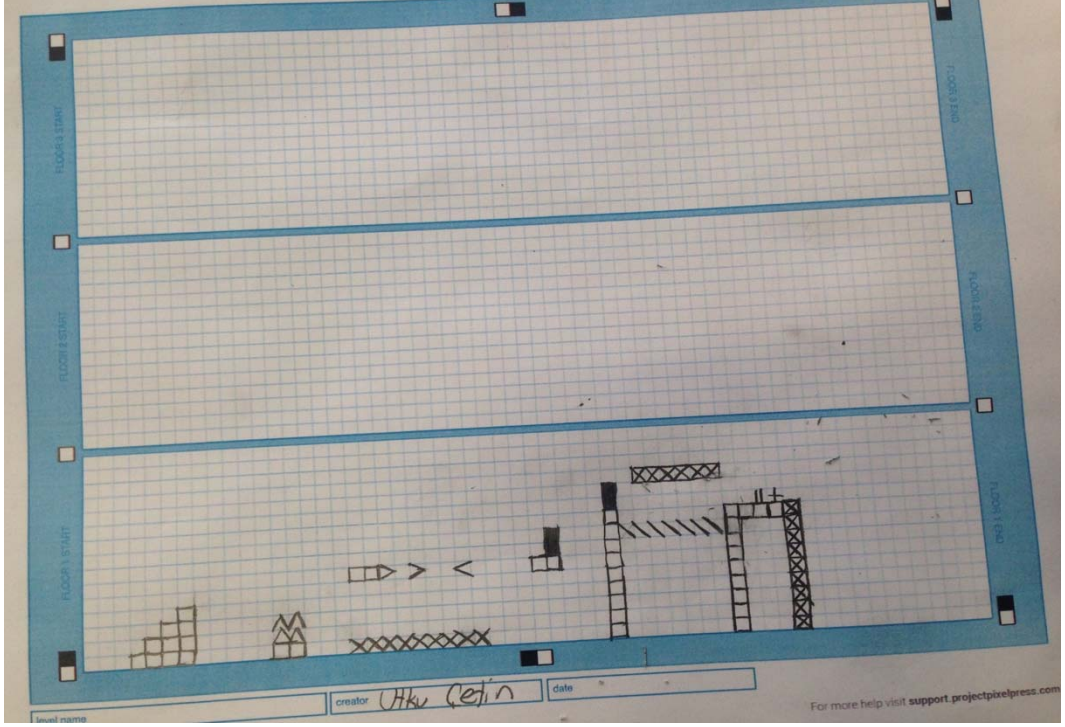 FLOOR 3 START
FLOOR 3 END
FLOOR 2 START
FLOOR 2 END
FLOOR 1 START
FLOOR 1 END
level name
creator Utku Çetin
date
For more help visit support.projectpixelpress.com